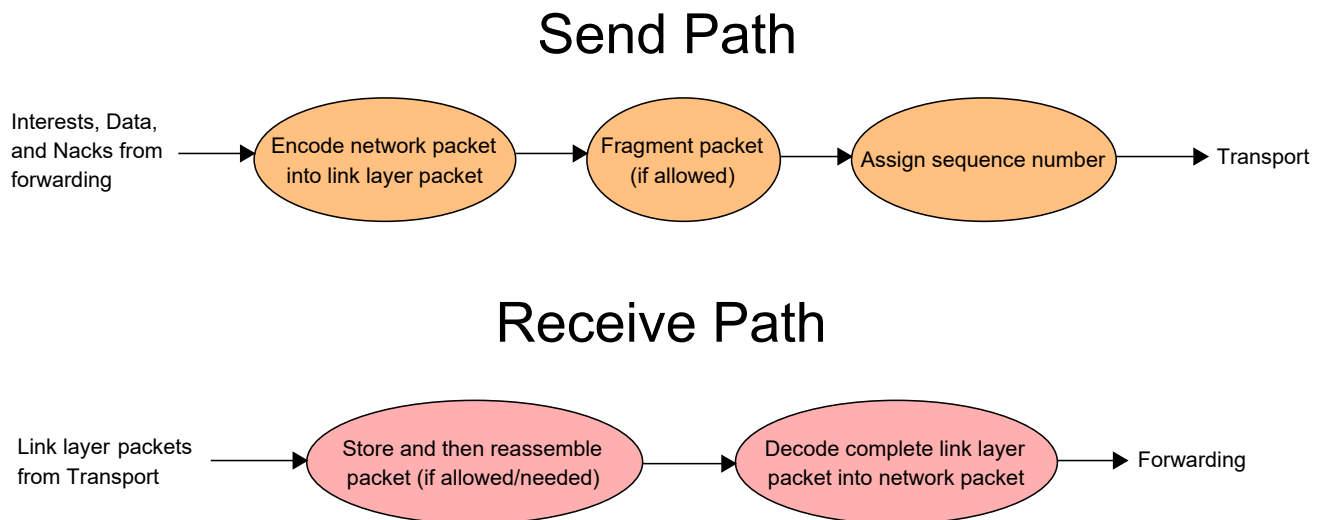 Send Path
Interests, Data,
and Nacks from
forwarding
Encode network packet
into link layer packet
Fragment packet
(if allowed)
Assign sequence number
Transport
Receive Path
Link layer packets
from Transport
Store and then reassemble
packet (if allowed/needed)
Decode complete link layer
packet into network packet
Forwarding